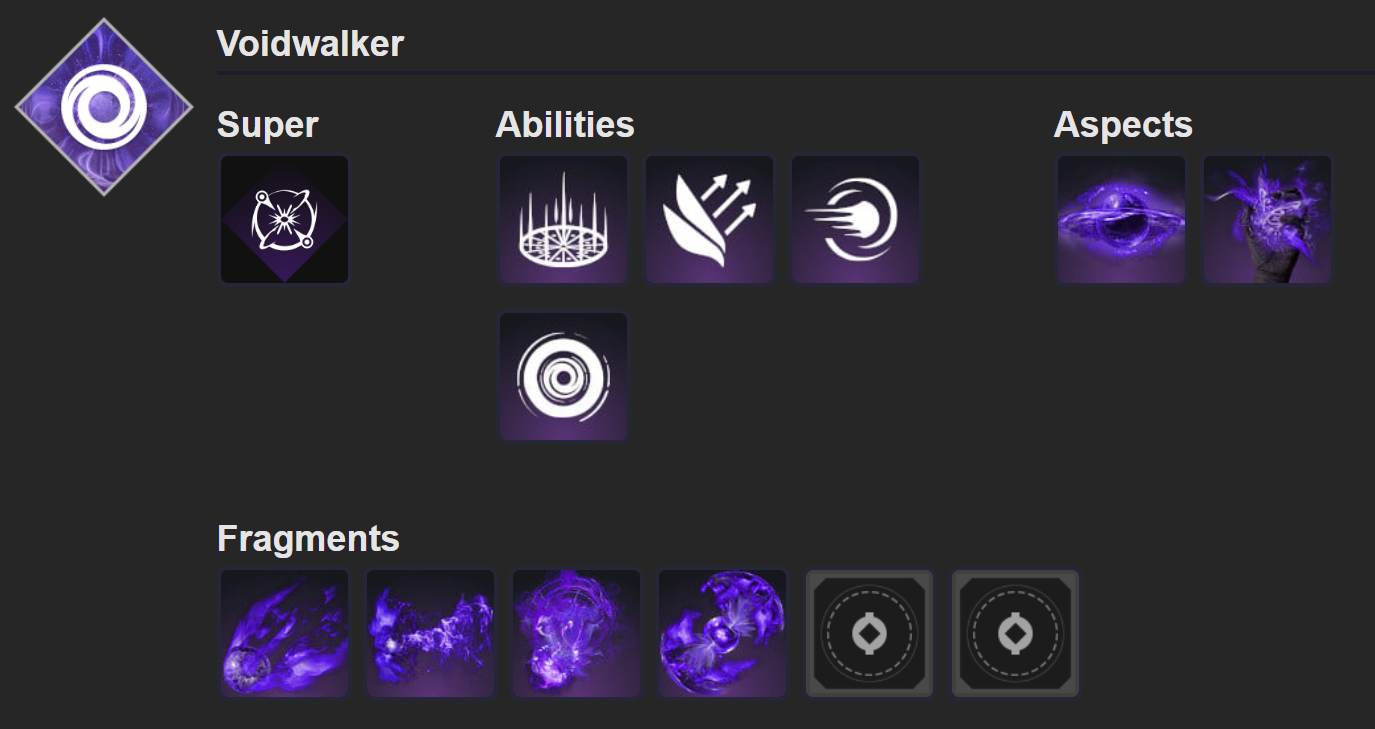 Voidwalker
Super
Abilities
Aspects
Fragments